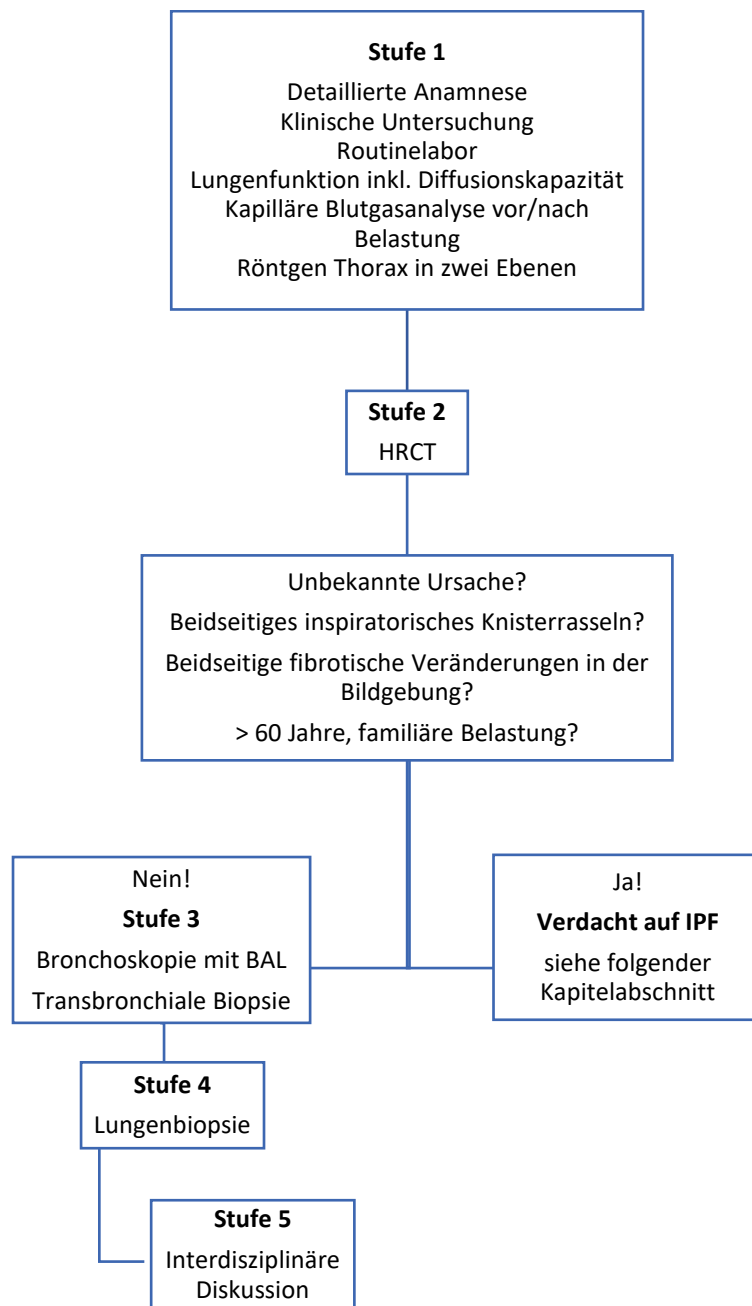 Stufe 1
Detaillierte Anamnese
Klinische Untersuchung
Routinelabor
Lungenfunktion inkl. Diffusionskapazität
Kapilläre Blutgasanalyse vor/nach
Belastung
Röntgen Thorax in zwei Ebenen
Stufe 2
HRCT
Unbekannte Ursache?
Beidseitiges inspiratorisches Knisterrasseln?
Beidseitige fibrotische Veränderungen in der
Bildgebung?
> 60 Jahre, familiäre Belastung?
Nein!
Stufe 3
Bronchoskopie mit BAL
Transbronchiale Biopsie
Ja!
Verdacht auf IPF
siehe folgender
Kapitelabschnitt
Stufe 4
Lungenbiopsie
Stufe 5
Interdisziplinäre
Diskussion